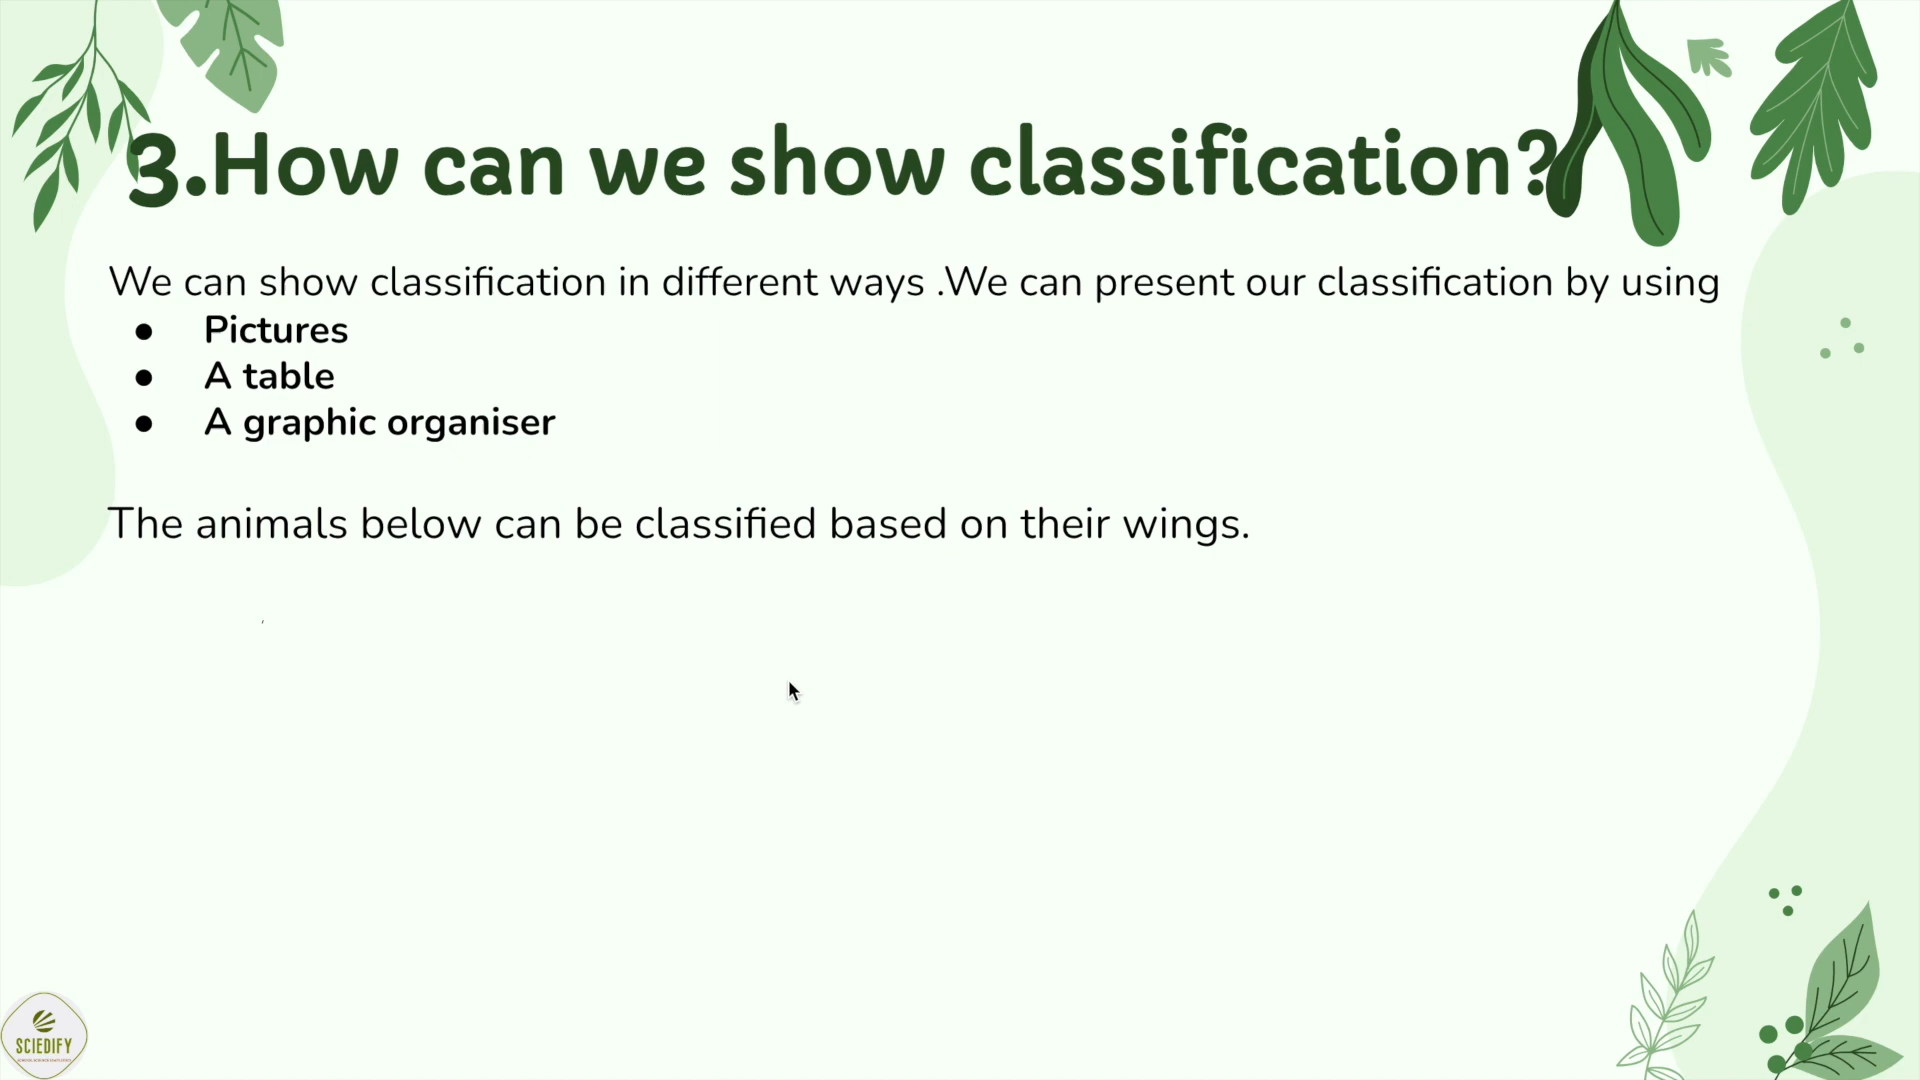 3.How can we show classification?
We can show classification in different ways .We can present our classification by using
● Pictures
● A table
● A graphic organiser
The animals below can be classified based on their wings.
SCIEDIFY